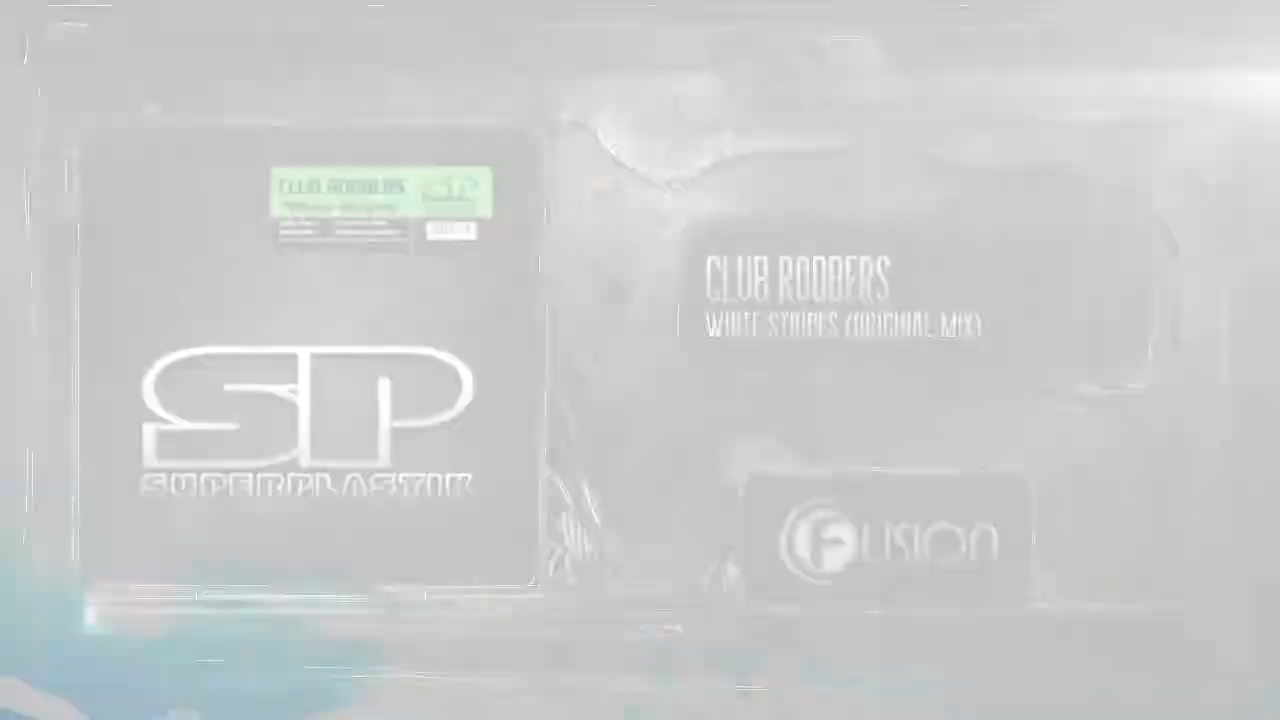 CLUB ROBBERS
SP
SUPERPLASTIK
CLUB ROBBERS
WHITE STRIPES (ORIGINAL MIX)
FUSION